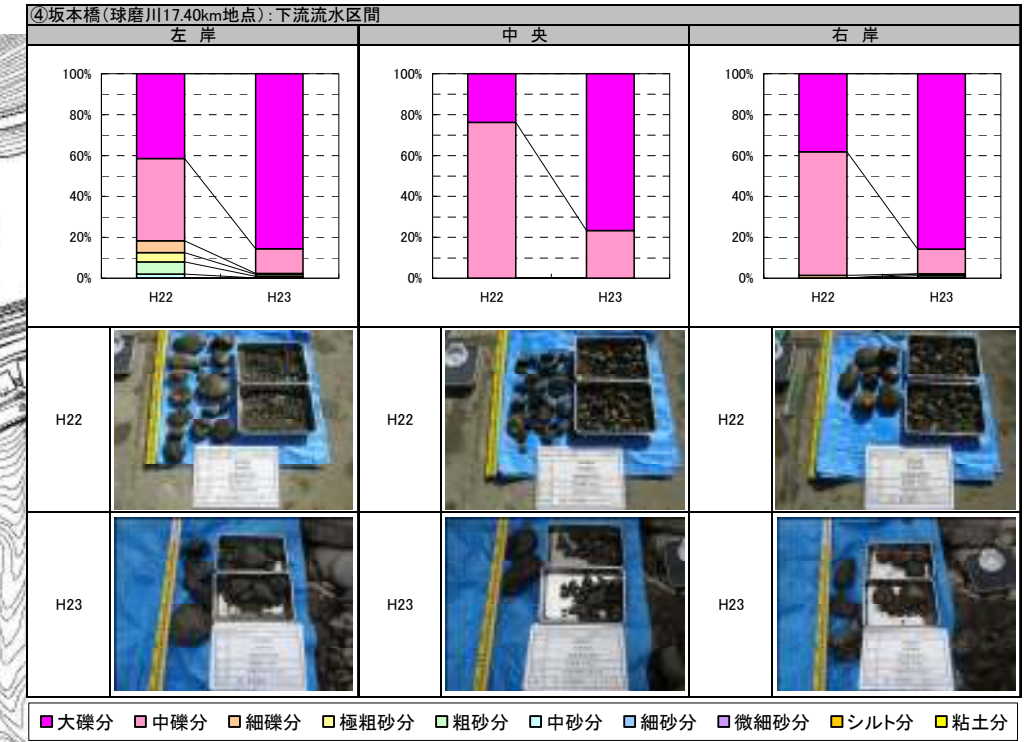 ④坂本橋(球磨川17.40km地点):下流流水区間
左 岸 中 央 右 岸
100% 100% 100%
80% 80% 80%
60% 60% 60%
40% 40% 40%
20% 20% 20%
0% 0% 0%
H22 H23 H22 H23 H22 H23
H22 H22 H22
H23 H23 H23
大礫分 中礫分 細礫分 極粗砂分 粗砂分 中砂分 細砂分 微細砂分 シルト分 粘土分